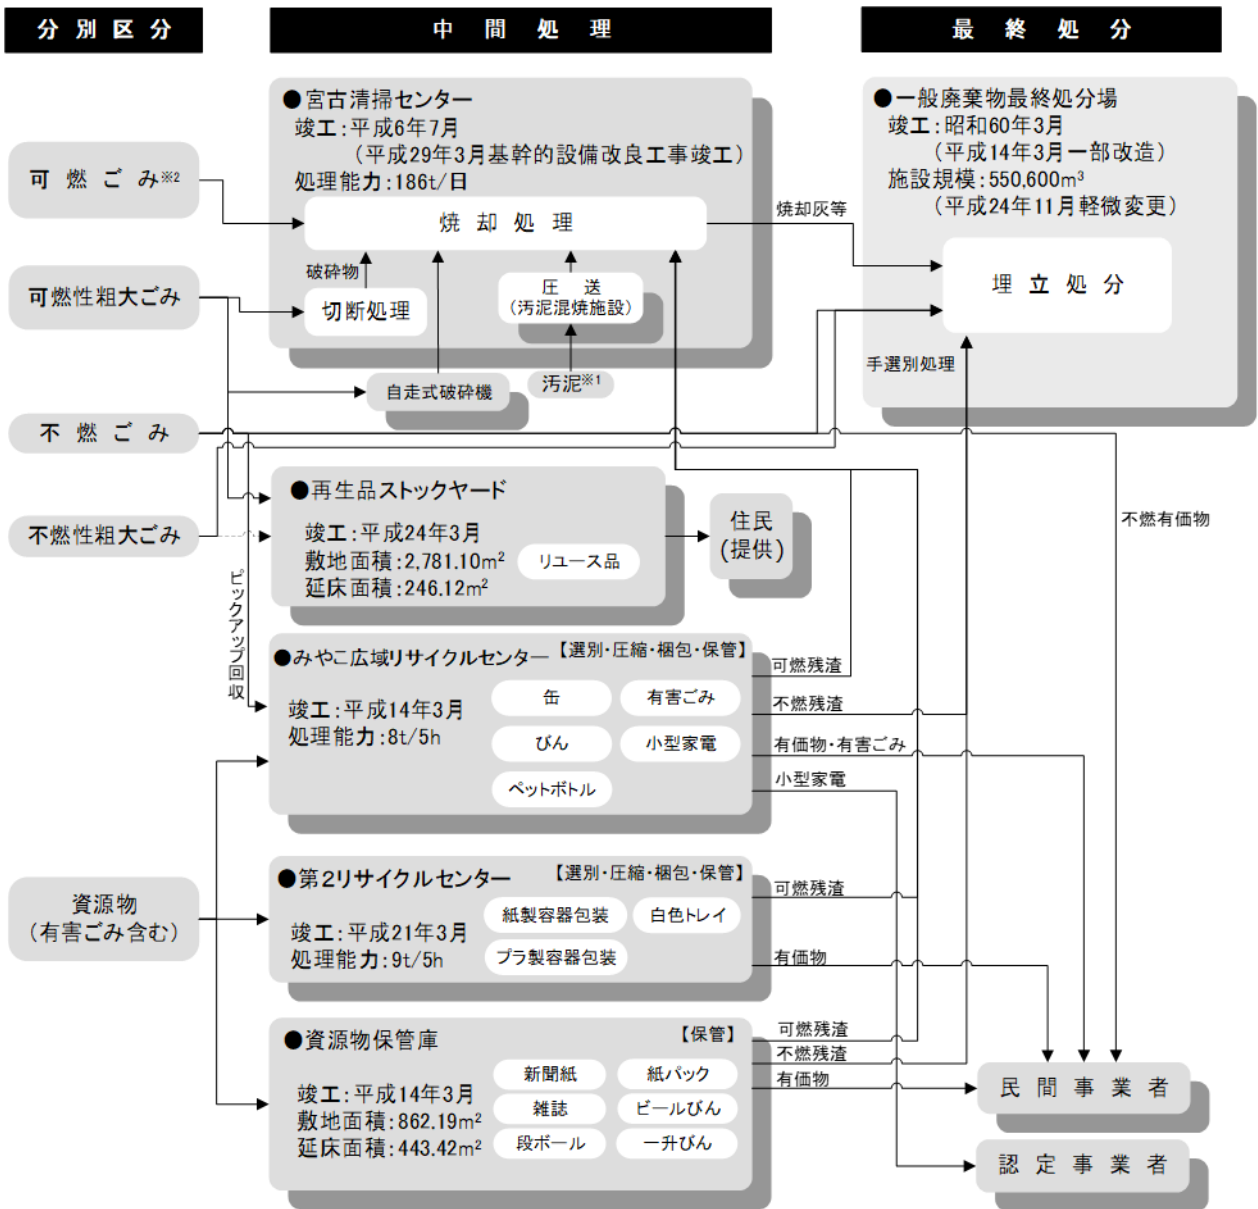 分別区分
中間処理
最終処分
●宮古清掃センター
竣工:平成6年7月
(平成29年3月基幹的設備改良工事竣工)
処理能力:186t/日
焼却処理
破砕物
切断処理
圧送
(汚泥混焼施設)
自走式破砕機
汚泥※1
可燃ごみ※2
可燃性粗大ごみ
不燃ごみ
不燃性粗大ごみ
ピックアップ回収
資源物
(有害ごみ含む)
焼却灰等
●一般廃棄物最終処分場
竣工:昭和60年3月
(平成14年3月一部改造)
施設規模:550,600m³
(平成24年11月軽微変更)
埋立処分
手選別処理
不燃有価物
●再生品ストックヤード
竣工:平成24年3月
敷地面積:2,781.10m²
延床面積:246.12m²
リユース品
住民
(提供)
●みやこ広域リサイクルセンター
【選別・圧縮・梱包・保管】
竣工:平成14年3月
処理能力:8t/5h
缶
有害ごみ
びん
小型家電
ペットボトル
可燃残渣
不燃残渣
有価物・有害ごみ
小型家電
●第2リサイクルセンター
【選別・圧縮・梱包・保管】
竣工:平成21年3月
処理能力:9t/5h
紙製容器包装
白色トレイ
プラ製容器包装
可燃残渣
有価物
●資源物保管庫
【保管】
竣工:平成14年3月
敷地面積:862.19m²
延床面積:443.42m²
新聞紙
紙パック
雑誌
ビールびん
段ボール
一升びん
可燃残渣
不燃残渣
有価物
民間事業者
認定事業者